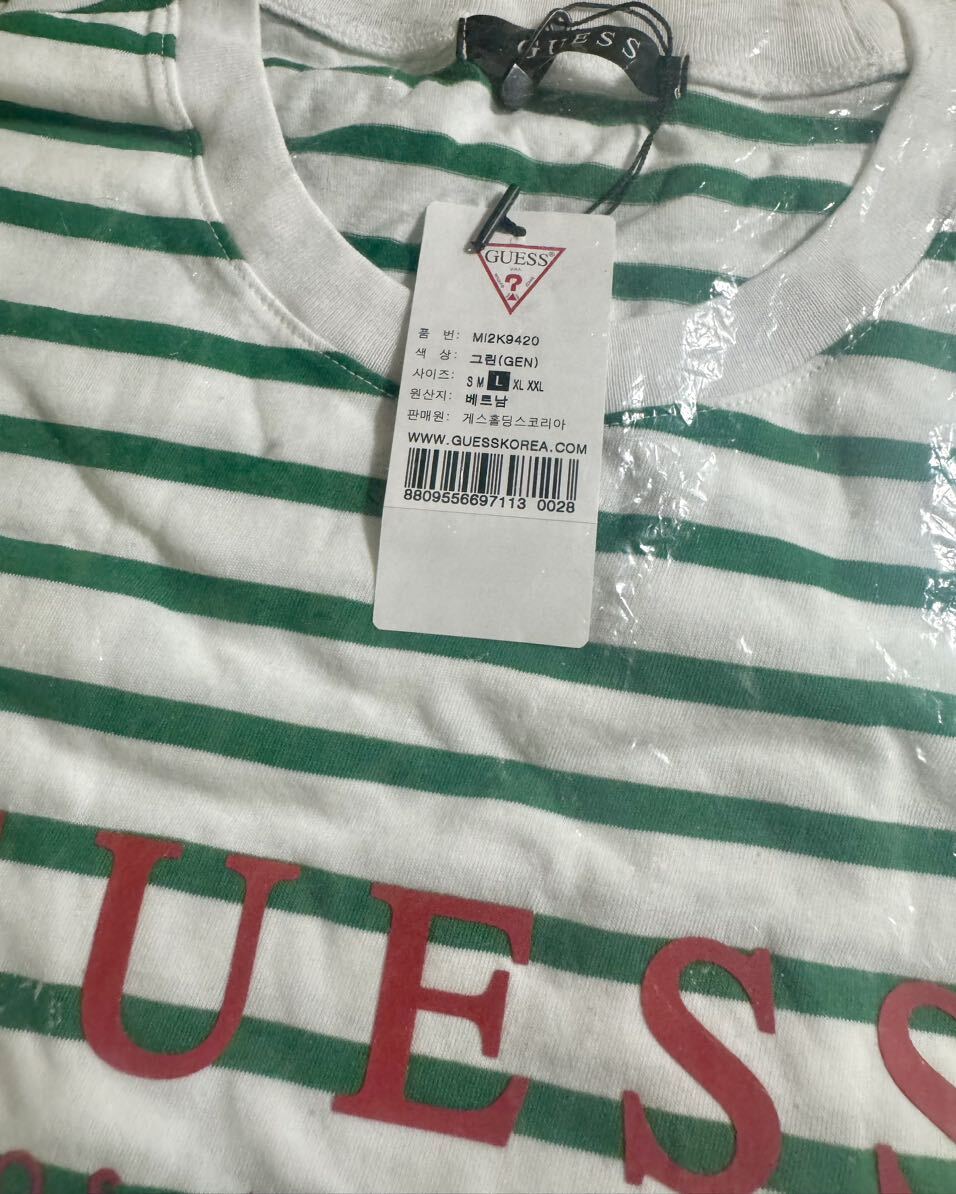 GUESS
GUESS®
U.S.A.
?
품 번: MI2K9420
색 상: 그린(GEN)
사이즈: S M L XL XXL
원산지: 베트남
판매원: 게스홀딩스코리아
WWW.GUESSKOREA.COM
8809556697113 0028
UESS